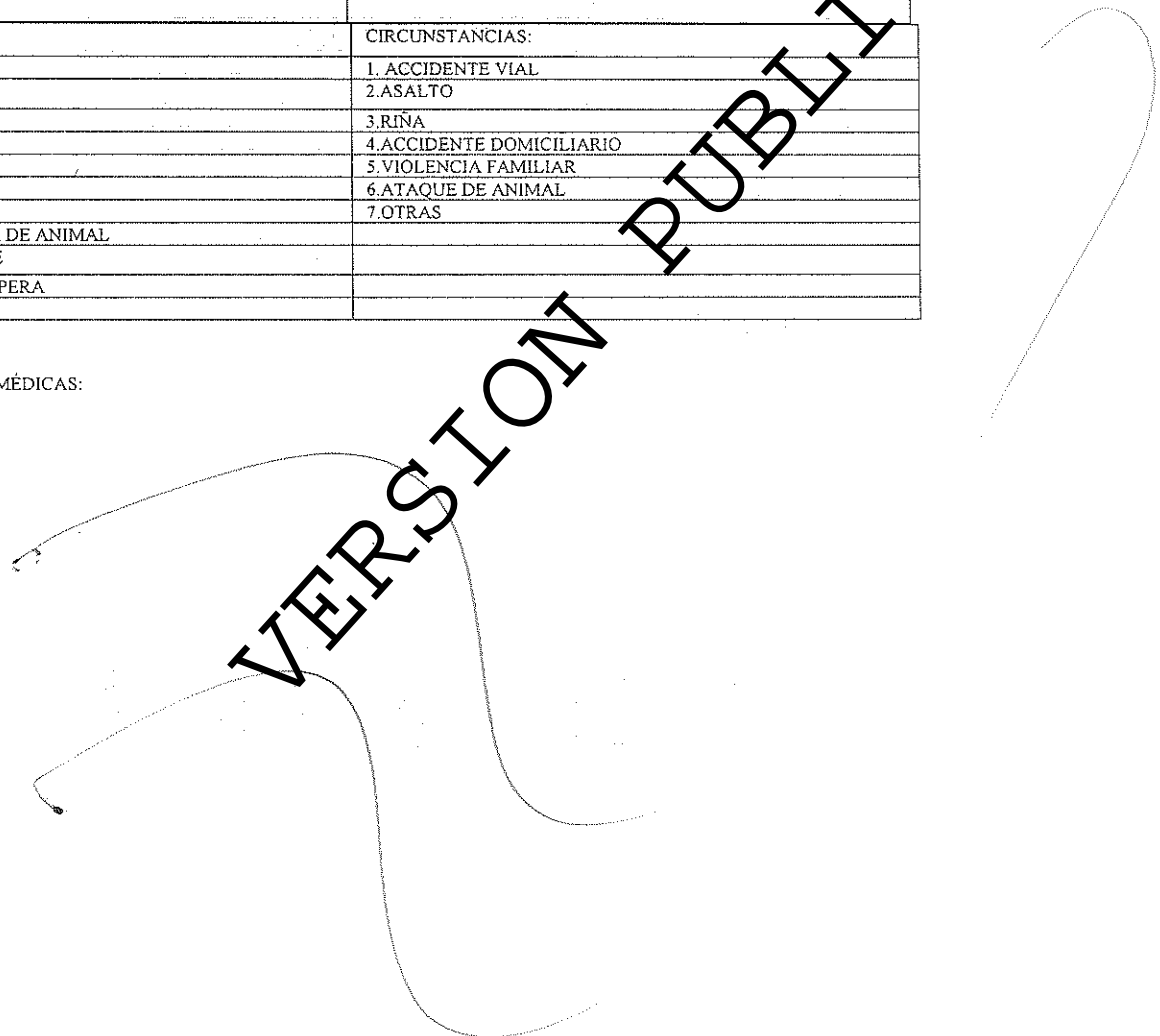 CIRCUNSTANCIAS:
1. ACCIDENTE VIAL
2.ASALTO
3.RIÑA
4.ACCIDENTE DOMICILIARIO
5.VIOLENCIA FAMILIAR
6.ATAQUE DE ANIMAL
7.OTRAS
DE ANIMAL
E
PERA
MÉDICAS:
VERSION PUBLI